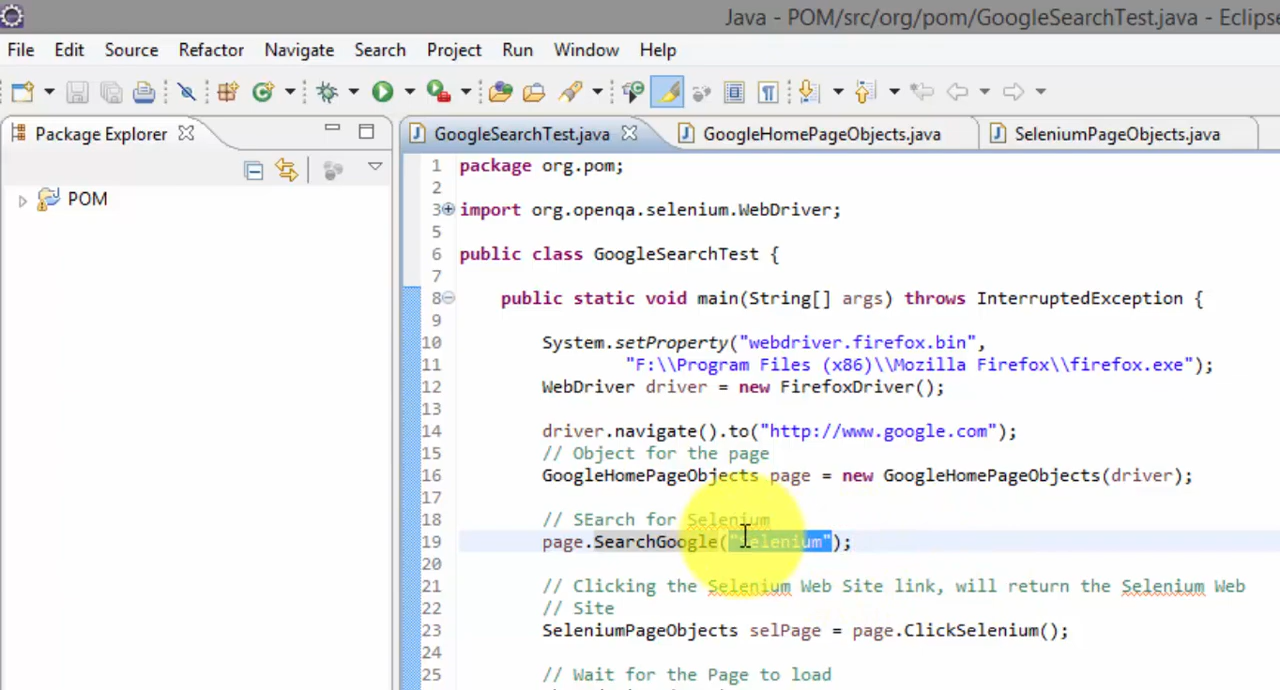 Java - POM/src/org/pom/GoogleSearchTest.java - Eclipse
File Edit Source Refactor Navigate Search Project Run Window Help
Package Explorer
GoogleSearchTest.java GoogleHomePageObjects.java SeleniumPageObjects.java
POM
1 package org.pom;
2
3 import org.openqa.selenium.WebDriver;
5
6 public class GoogleSearchTest {
7
8 public static void main(String[] args) throws InterruptedException {
9
10 System.setProperty("webdriver.firefox.bin",
11 "F:\\Program Files (x86)\\Mozilla Firefox\\firefox.exe");
12 WebDriver driver = new FirefoxDriver();
13
14 driver.navigate().to("http://www.google.com");
15 // Object for the page
16 GoogleHomePageObjects page = new GoogleHomePageObjects(driver);
17
18 // SEarch for Selenium
19 page.SearchGoogle("Selenium");
20
21 // Clicking the Selenium Web Site link, will return the Selenium Web
22 // Site
23 SeleniumPageObjects selPage = page.ClickSelenium();
24
25 // Wait for the Page to load